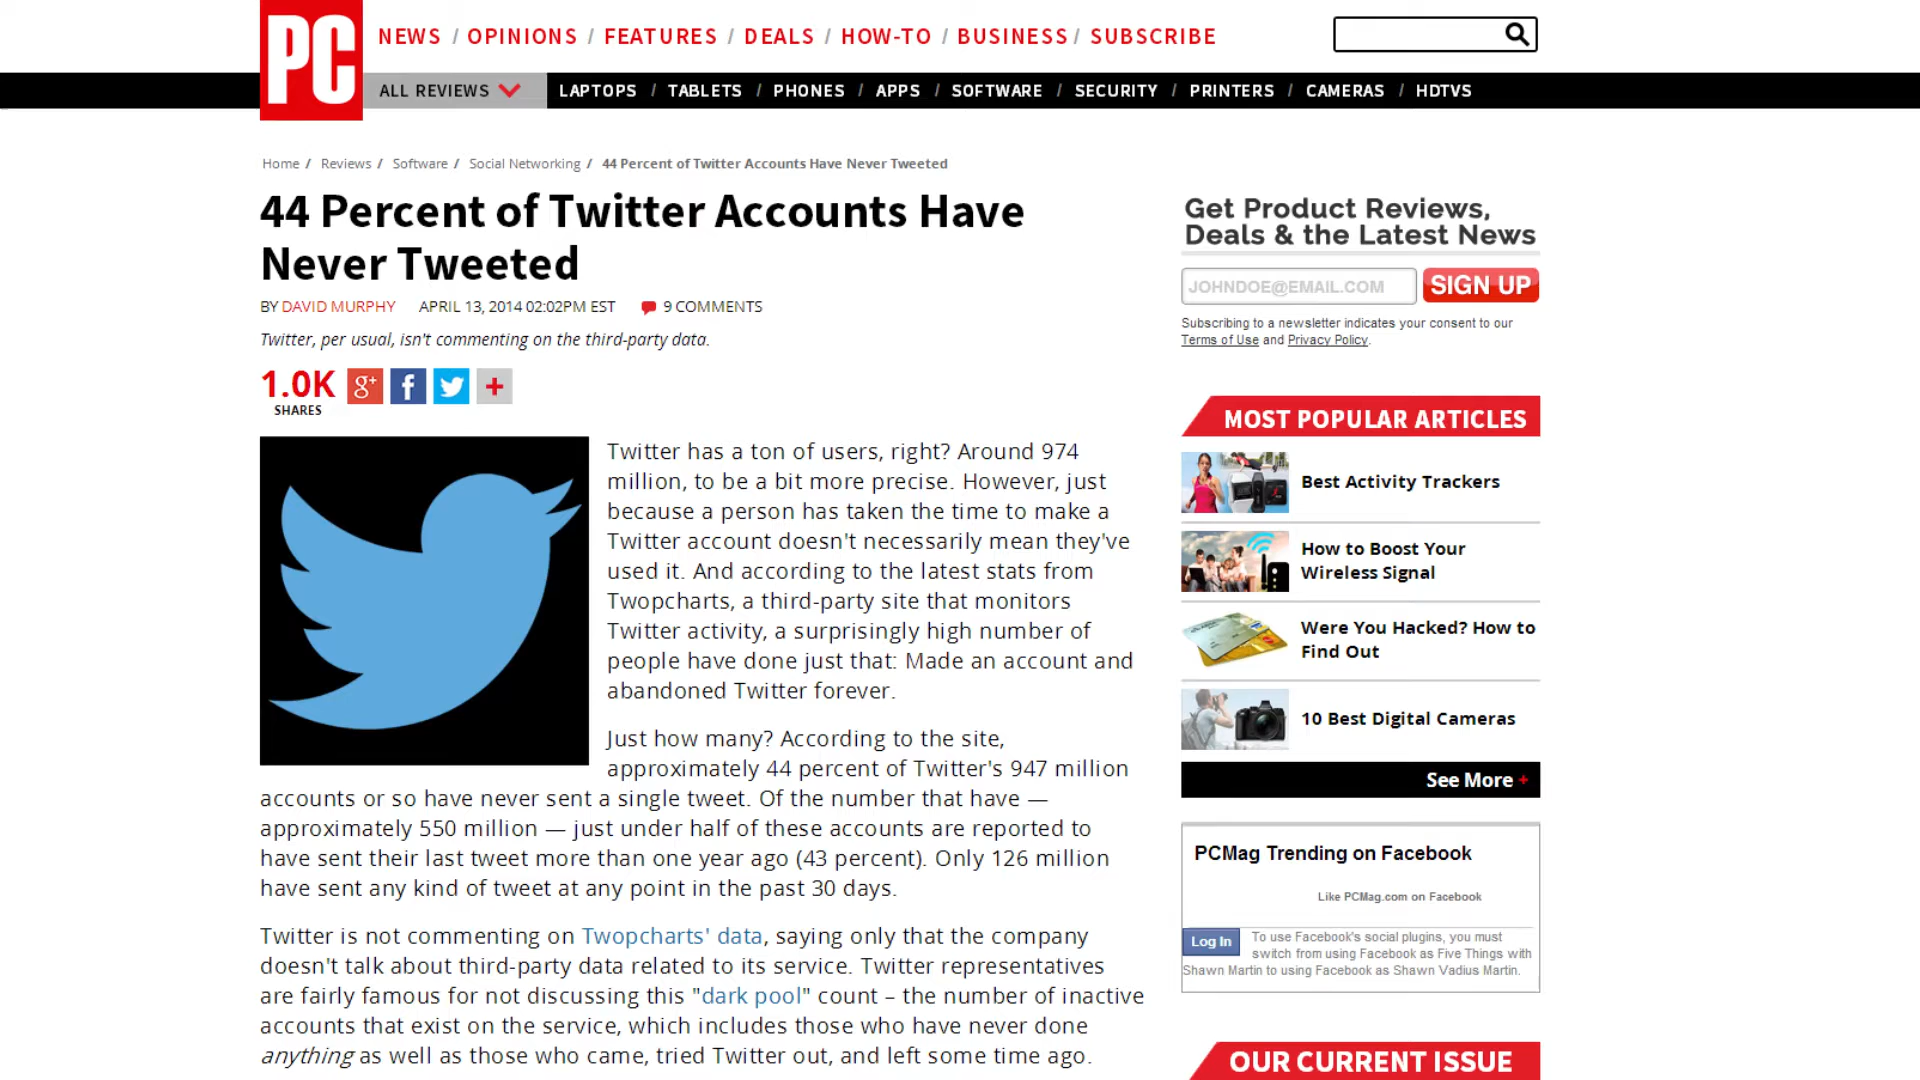 PC
NEWS / OPINIONS / FEATURES / DEALS / HOW-TO / BUSINESS / SUBSCRIBE
ALL REVIEWS
LAPTOPS / TABLETS / PHONES / APPS / SOFTWARE / SECURITY / PRINTERS / CAMERAS / HDTVS
Home / Reviews / Software / Social Networking / 44 Percent of Twitter Accounts Have Never Tweeted
44 Percent of Twitter Accounts Have
Never Tweeted
BY DAVID MURPHY APRIL 13, 2014 02:02PM EST 9 COMMENTS
Twitter, per usual, isn't commenting on the third-party data.
1.0K
SHARES
g+ f +
Twitter has a ton of users, right? Around 974
million, to be a bit more precise. However, just
because a person has taken the time to make a
Twitter account doesn't necessarily mean they've
used it. And according to the latest stats from
Twopcharts, a third-party site that monitors
Twitter activity, a surprisingly high number of
people have done just that: Made an account and
abandoned Twitter forever.
Just how many? According to the site,
approximately 44 percent of Twitter's 947 million
accounts or so have never sent a single tweet. Of the number that have —
approximately 550 million — just under half of these accounts are reported to
have sent their last tweet more than one year ago (43 percent). Only 126 million
have sent any kind of tweet at any point in the past 30 days.
Twitter is not commenting on Twopcharts' data, saying only that the company
doesn't talk about third-party data related to its service. Twitter representatives
are fairly famous for not discussing this "dark pool" count – the number of inactive
accounts that exist on the service, which includes those who have never done
anything as well as those who came, tried Twitter out, and left some time ago.
Get Product Reviews,
Deals & the Latest News
JOHNDOE@EMAIL.COM SIGN UP
Subscribing to a newsletter indicates your consent to our
Terms of Use and Privacy Policy.
MOST POPULAR ARTICLES
Best Activity Trackers
How to Boost Your
Wireless Signal
Were You Hacked? How to
Find Out
10 Best Digital Cameras
See More +
PCMag Trending on Facebook
Like PCMag.com on Facebook
Log In To use Facebook's social plugins, you must
switch from using Facebook as Five Things with
Shawn Martin to using Facebook as Shawn Vadius Martin.
OUR CURRENT ISSUE